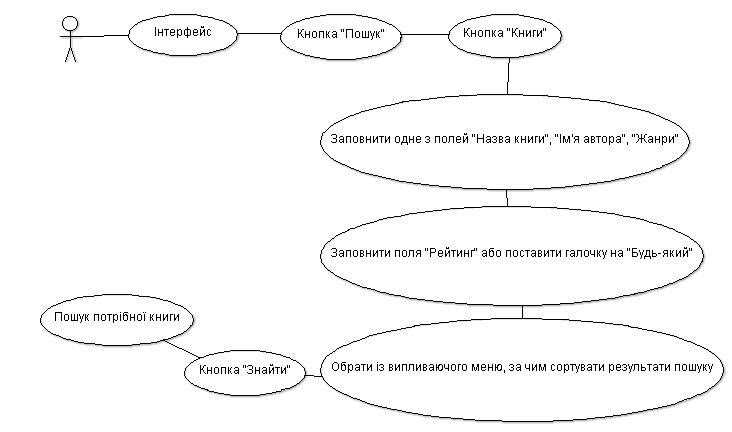 Інтерфейс
Кнопка "Пошук"
Кнопка "Книги"
Заповнити одне з полей "Назва книги", "Ім'я автора", "Жанри"
Заповнити поля "Рейтинг" або поставити галочку на "Будь-який"
Обрати із випливаючого меню, за чим сортувати результати пошуку
Кнопка "Знайти"
Пошук потрібної книги